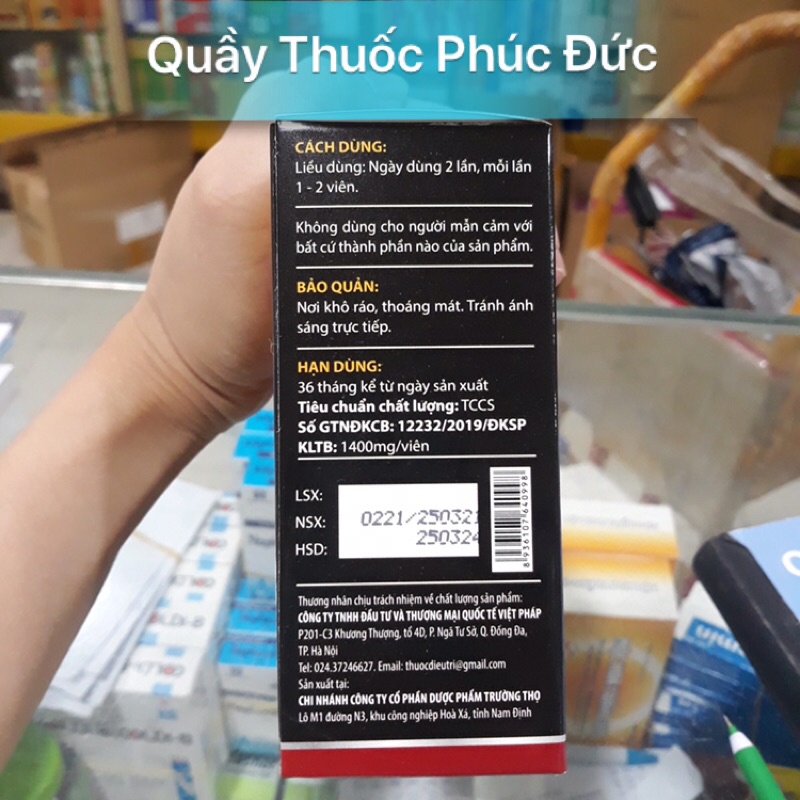 Quầy Thuốc Phúc Đức
CÁCH DÙNG:
Liều dùng: Ngày dùng 2 lần, mỗi lần
1 - 2 viên.
Không dùng cho người mẫn cảm với
bất cứ thành phần nào của sản phẩm.
BẢO QUẢN:
Nơi khô ráo, thoáng mát. Tránh ánh
sáng trực tiếp.
HẠN DÙNG:
36 tháng kể từ ngày sản xuất
Tiêu chuẩn chất lượng: TCCS
Số GTNĐKCB: 12232/2019/ĐKSP
KLTB: 1400mg/viên
LSX:
NSX: 0221/250321
HSD: 250324
8 936107 640998
Thương nhân chịu trách nhiệm về chất lượng sản phẩm:
CÔNG TY TNHH ĐẦU TƯ VÀ THƯƠNG MẠI QUỐC TẾ VIỆT PHÁP
P201-C3 Khương Thượng, tổ 4D, P. Ngã Tư Sở, Q. Đống Đa,
TP. Hà Nội
Tel: 024.37246627. Email: thuocdieutri@gmail.com
Sản xuất tại:
CHI NHÁNH CÔNG TY CỔ PHẦN DƯỢC PHẨM TRƯỜNG THỌ
Lô M1 đường N3, khu công nghiệp Hoà Xá, tỉnh Nam Định